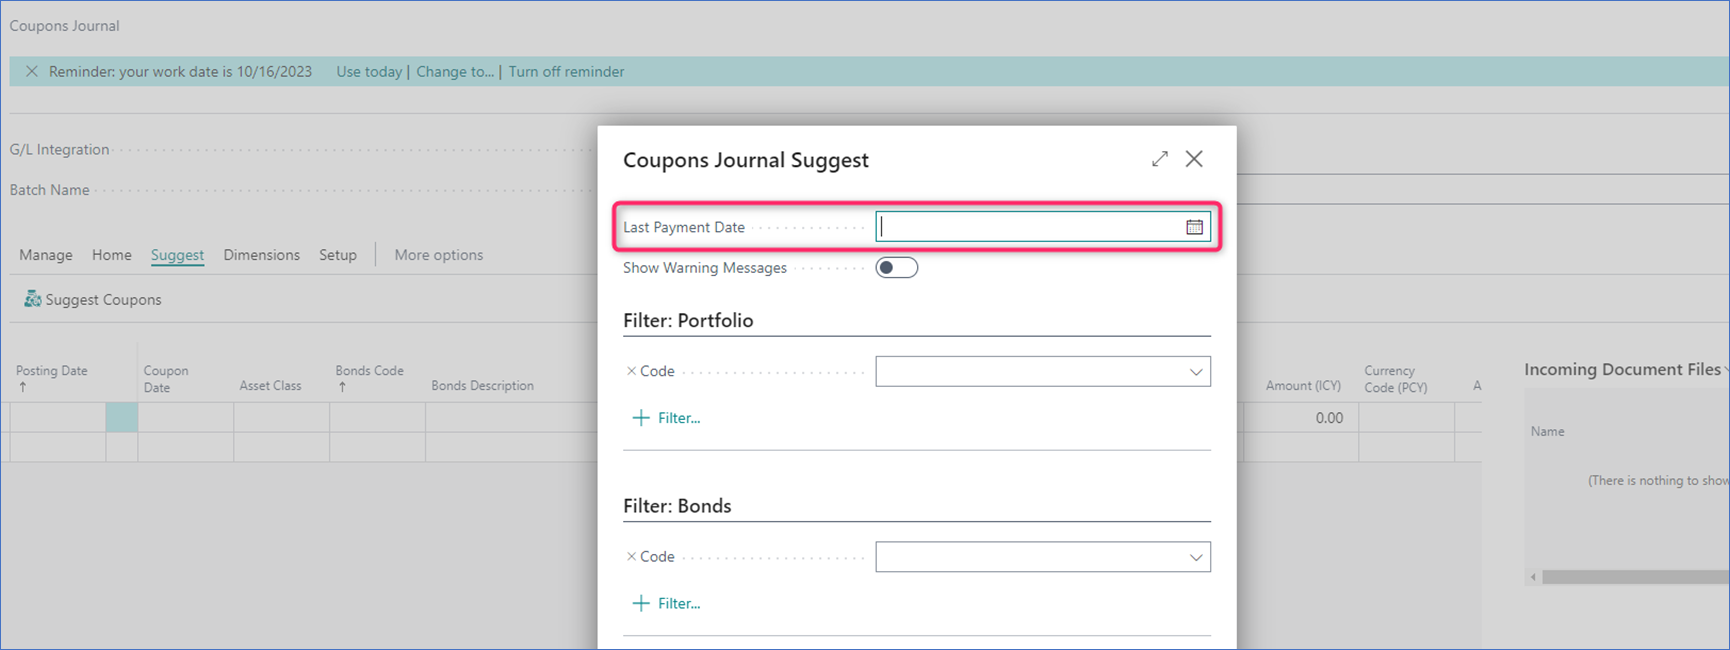 Coupons Journal
Reminder: your work date is 10/16/2023 Use today | Change to... | Turn off reminder
G/L Integration
Batch Name
Manage Home Suggest Dimensions Setup More options
Suggest Coupons
Posting Date
Coupon Date
Asset Class
Bonds Code
Bonds Description
Coupons Journal Suggest
Last Payment Date
Show Warning Messages
Filter: Portfolio
Code
Filter...
Filter: Bonds
Code
Filter...
Amount (ICY)
Currency Code (PCY)
A
0.00
Incoming Document Files
Name
(There is nothing to show